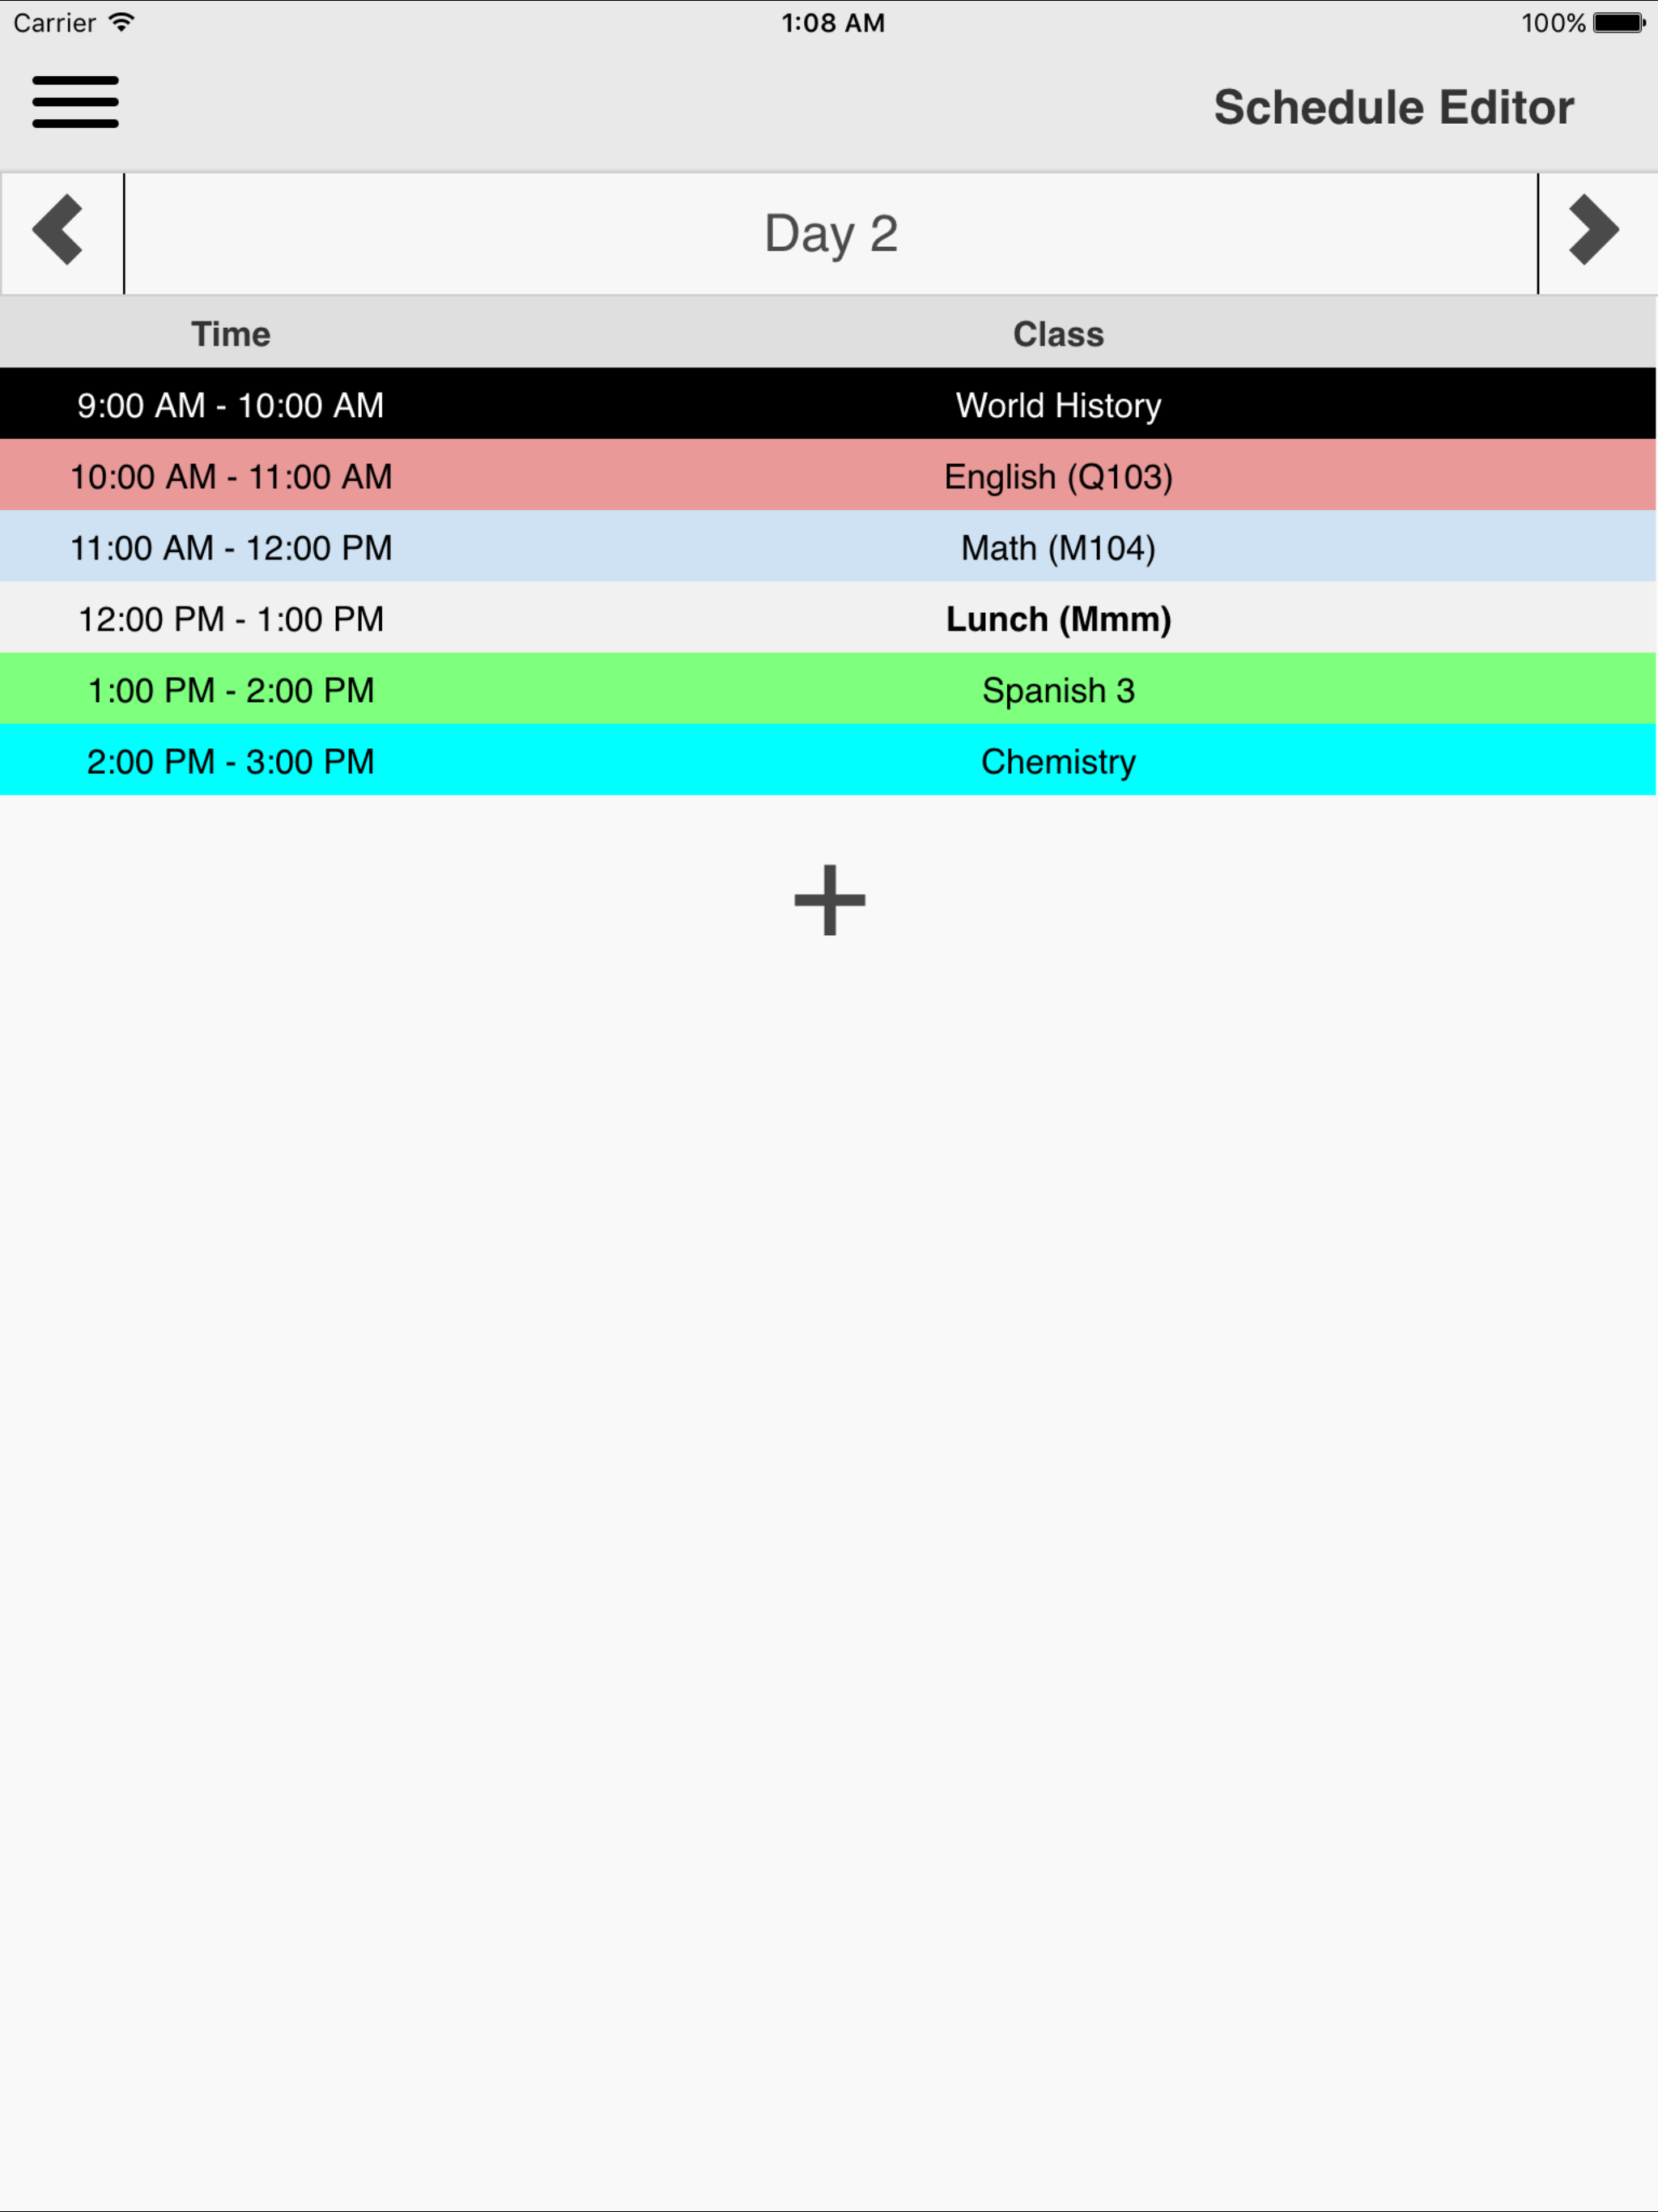 Carrier 1:08 AM 100%
Schedule Editor
Day 2
Time Class
9:00 AM - 10:00 AM World History
10:00 AM - 11:00 AM English (Q103)
11:00 AM - 12:00 PM Math (M104)
12:00 PM - 1:00 PM Lunch (Mmm)
1:00 PM - 2:00 PM Spanish 3
2:00 PM - 3:00 PM Chemistry